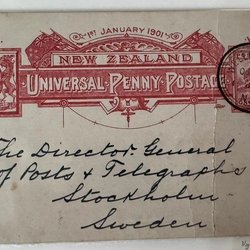 1ST JANUARY 1901
NEW ZEALAND
UNIVERSAL PENNY POSTAGE
The Director General
of Posts & Telegraphs
Stockholm
Sweden